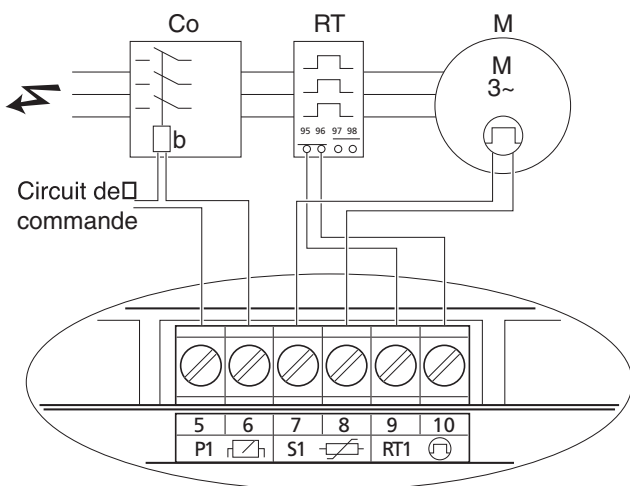 Co RT M
M
3~
95 96 97 98
b
Circuit de
commande
5 6 7 8 9 10
P1 S1 RT1